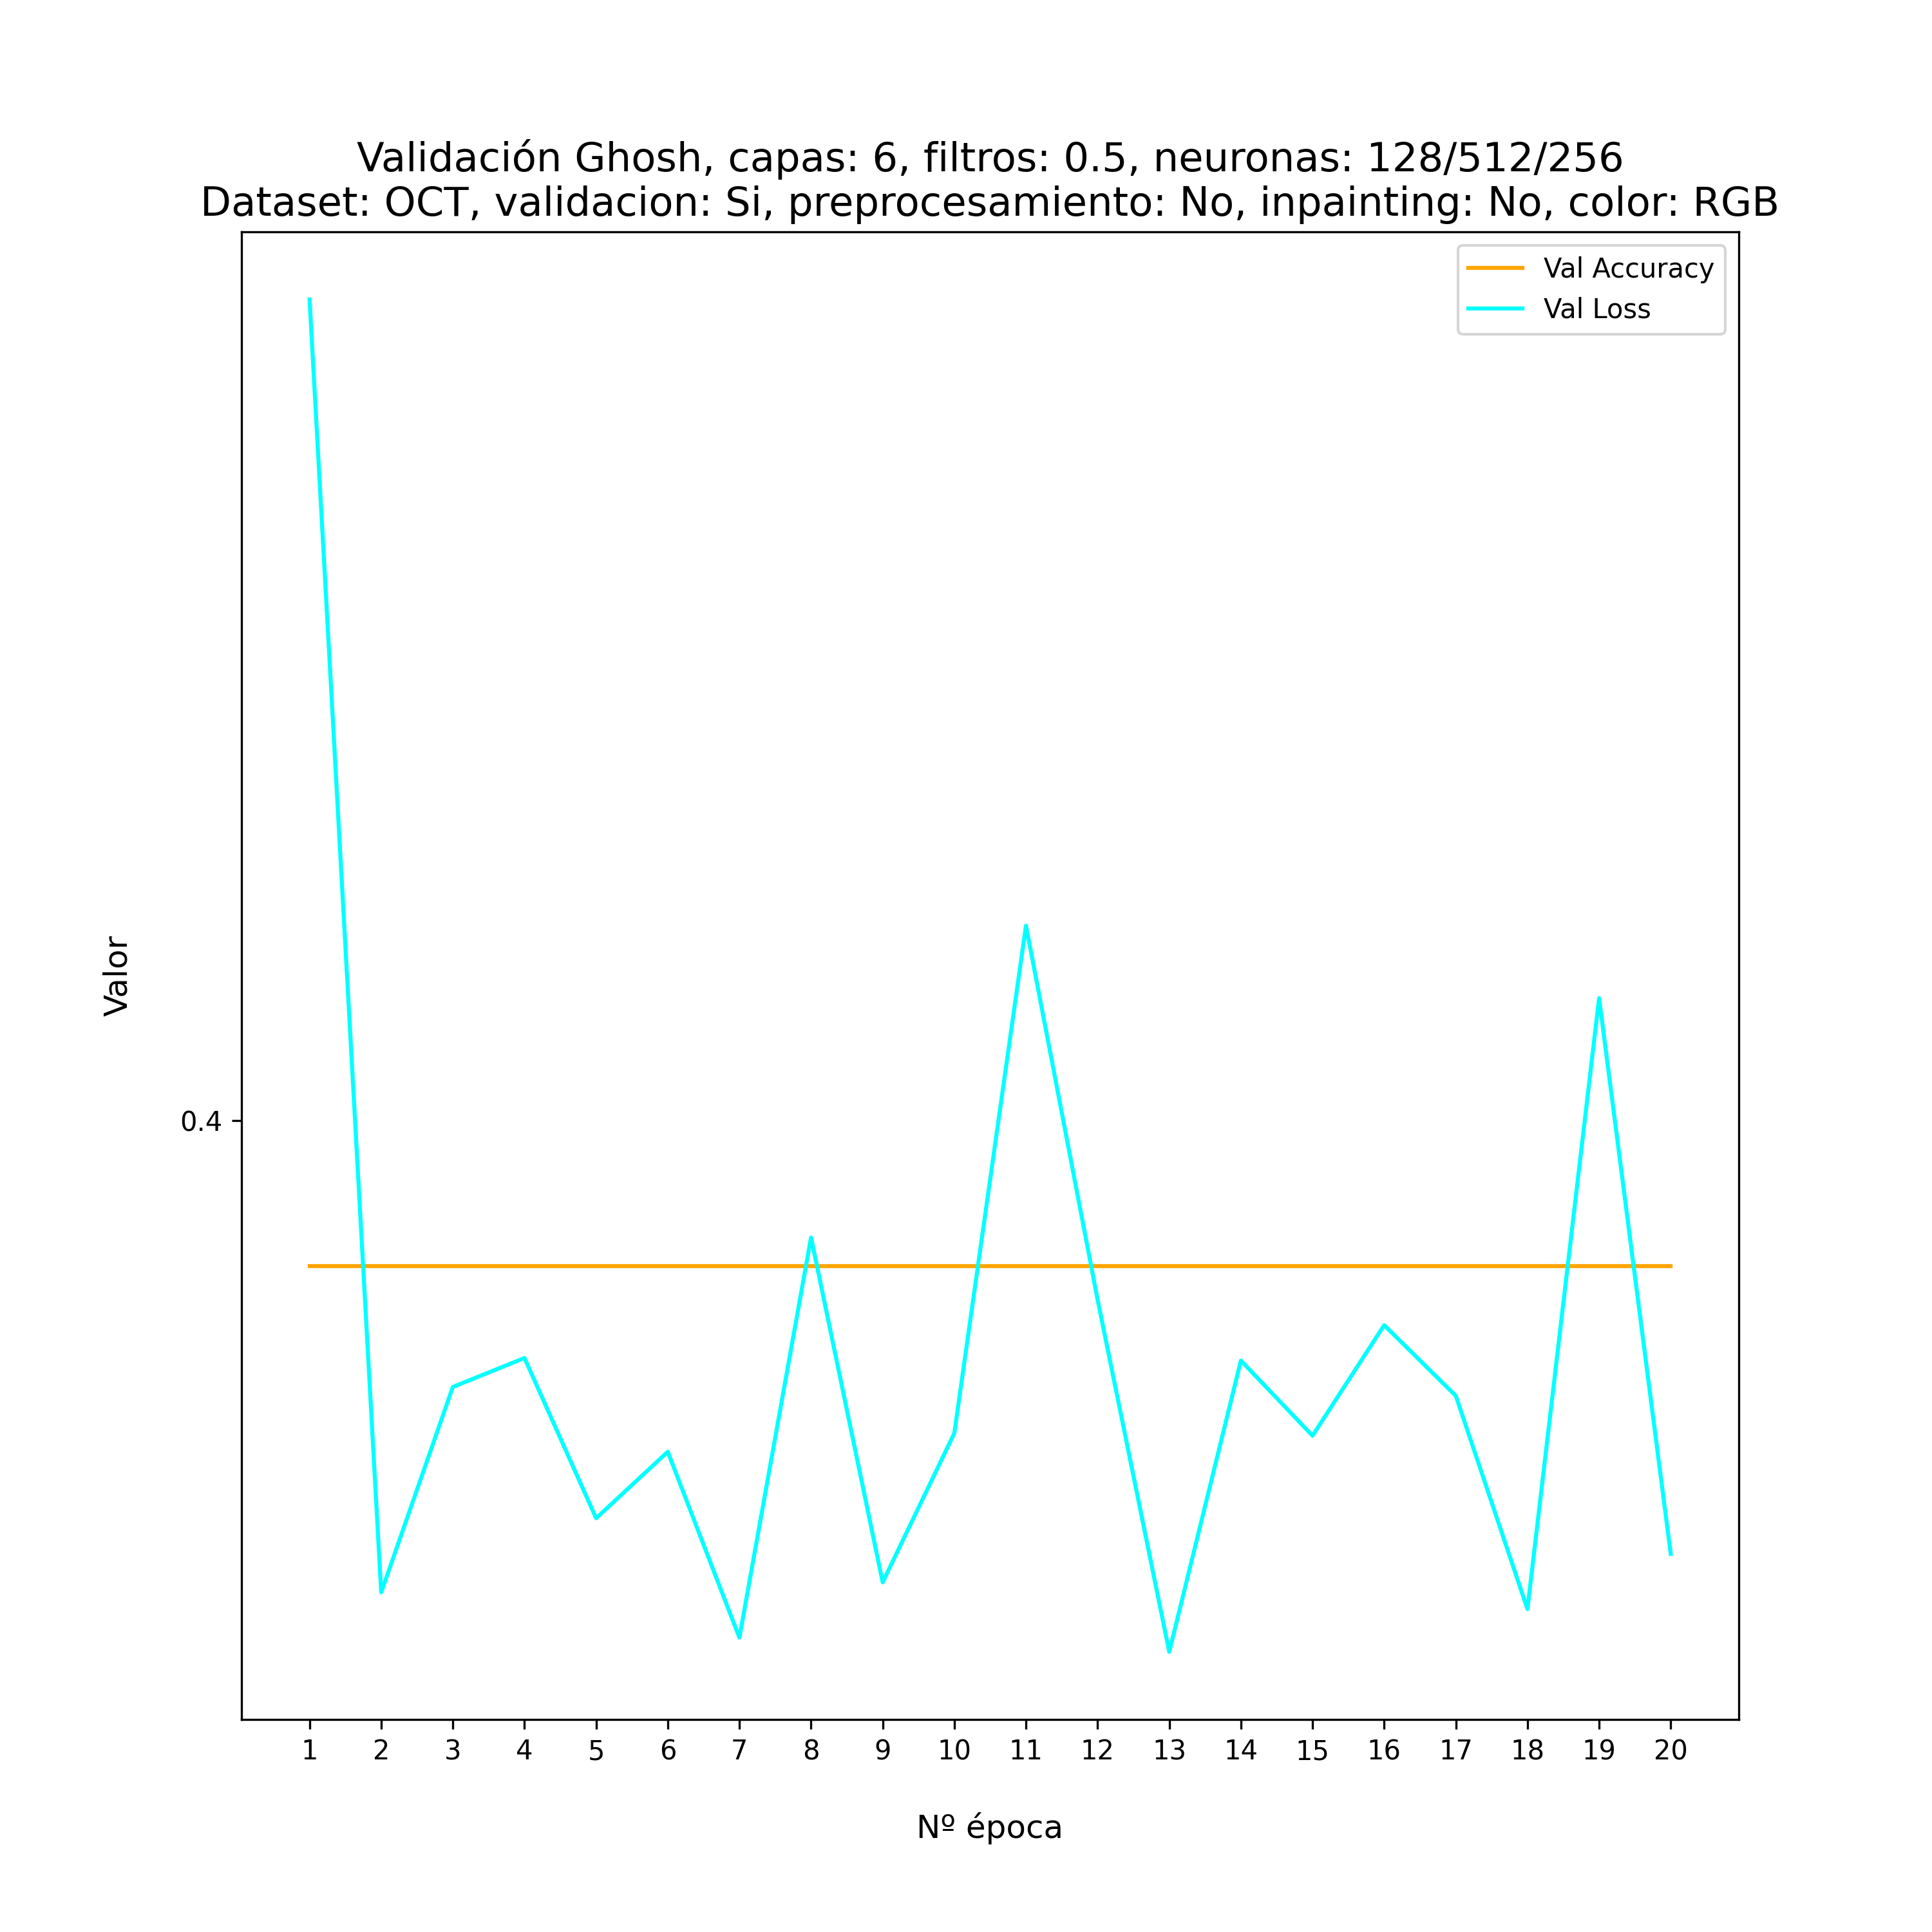 Validación Ghosh, capas: 6, filtros: 0.5, neuronas: 128/512/256
Dataset: OCT, validacion: Si, preprocesamiento: No, inpainting: No, color: RGB
Val Accuracy
Val Loss
Valor
0.4
1 2 3 4 5 6 7 8 9 10 11 12 13 14 15 16 17 18 19 20
Nº época